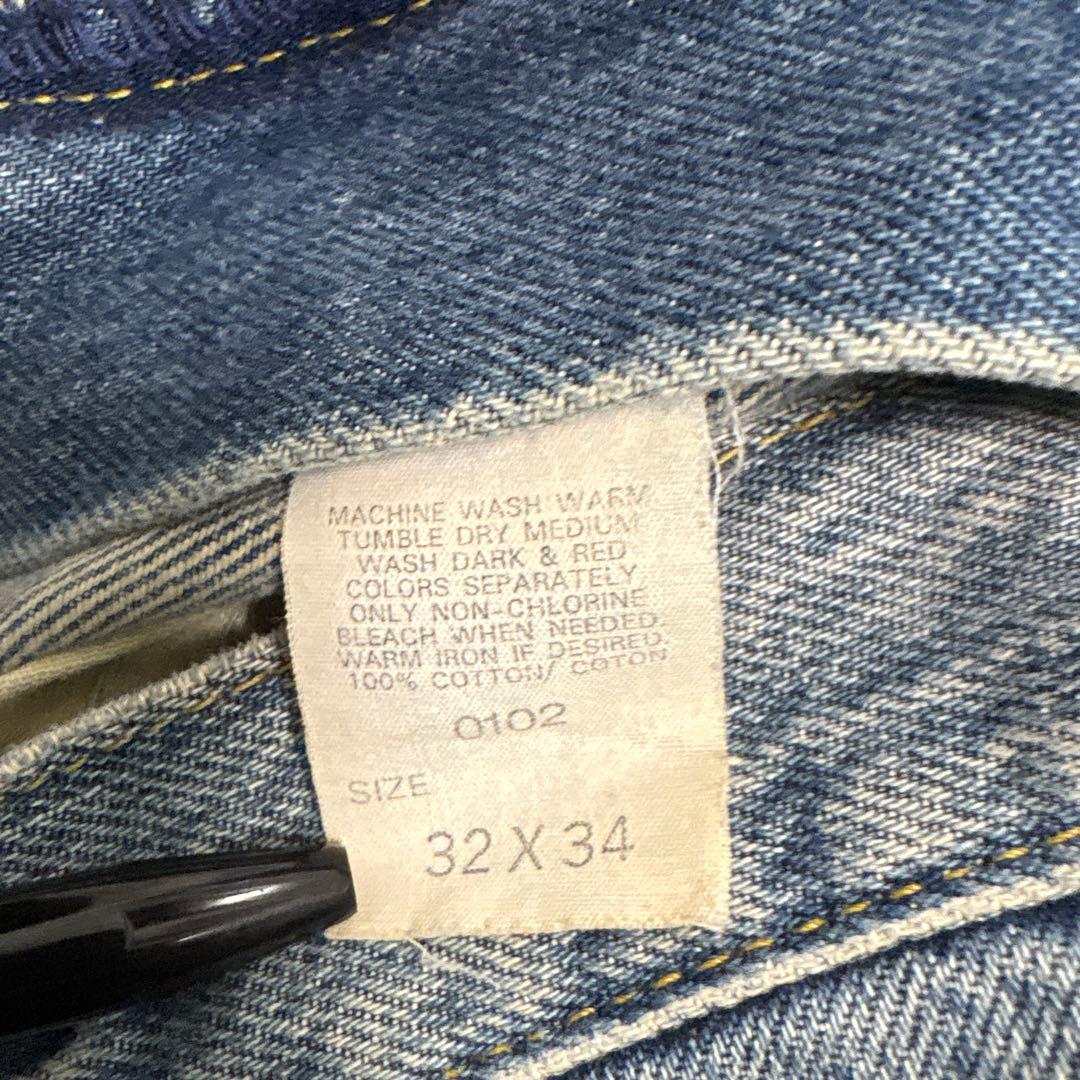 MACHINE WASH WARM
TUMBLE DRY MEDIUM
WASH DARK & RED
COLORS SEPARATELY
ONLY NON-CHLORINE
BLEACH WHEN NEEDED.
WARM IRON IF DESIRED.
100% COTTON/ COTON
0102
SIZE
32 X 34